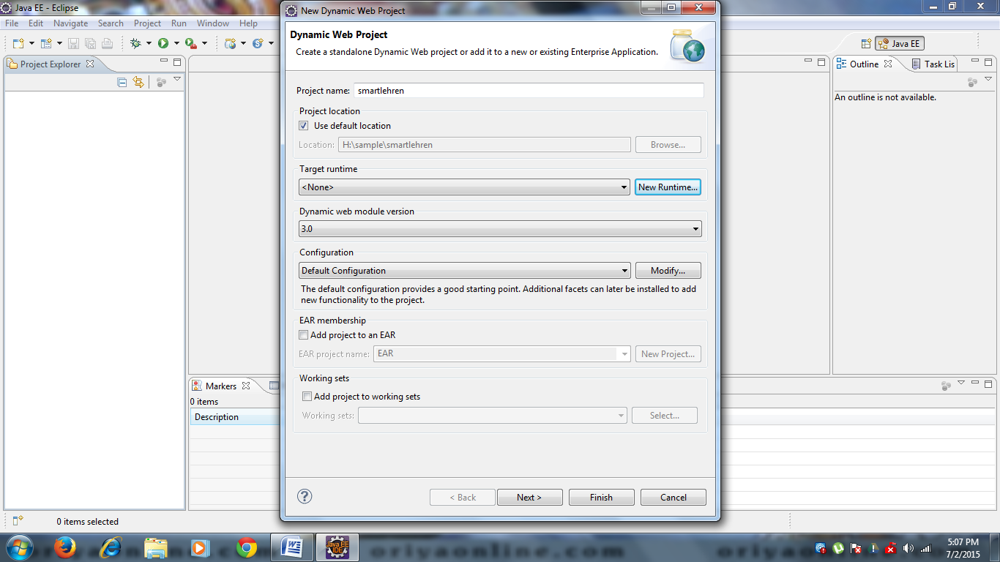 Java EE - Eclipse
File Edit Navigate Search Project Run Window Help
Java EE
Project Explorer
Outline
Task Lis
An outline is not available.
New Dynamic Web Project
Dynamic Web Project
Create a standalone Dynamic Web project or add it to a new or existing Enterprise Application.
Project name: smartlehren
Project location
Use default location
Location: H:\sample\smartlehren Browse...
Target runtime
<None> New Runtime...
Dynamic web module version
3.0
Configuration
Default Configuration Modify...
The default configuration provides a good starting point. Additional facets can later be installed to add
new functionality to the project.
EAR membership
Add project to an EAR
EAR project name: EAR New Project...
Working sets
Add project to working sets
Working sets: Select...
< Back Next > Finish Cancel
Markers
0 items
Description
0 items selected
Java EE
IDE
5:07 PM
7/2/2015